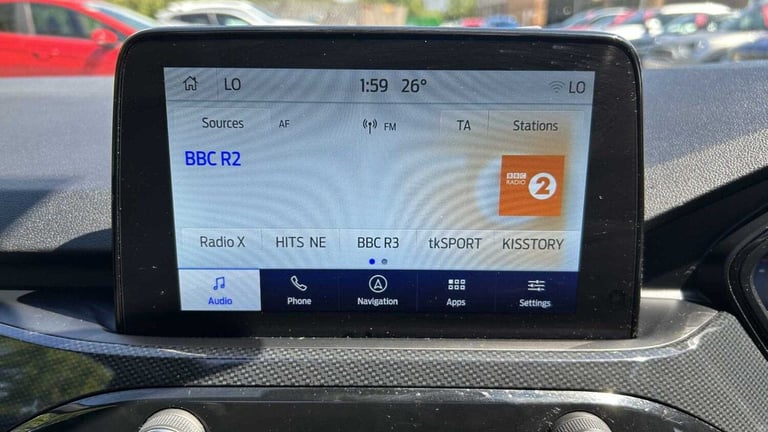 LO 1:59 26° LO
Sources AF FM TA Stations
BBC R2
BBC RADIO 2
Radio X HITS NE BBC R3 tkSPORT KISSTORY
Audio Phone Navigation Apps Settings